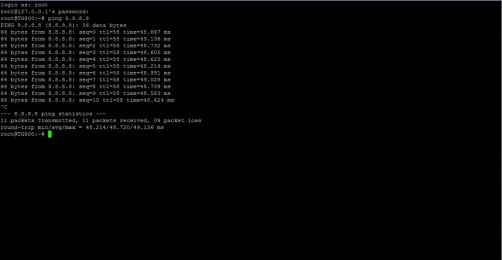 login as: root
root@127.0.0.1's password:
root@TG800:~# ping 8.8.8.8
PING 8.8.8.8 (8.8.8.8): 56 data bytes
64 bytes from 8.8.8.8: seq=0 ttl=58 time=48.647 ms
64 bytes from 8.8.8.8: seq=1 ttl=58 time=49.136 ms
64 bytes from 8.8.8.8: seq=2 ttl=58 time=48.732 ms
64 bytes from 8.8.8.8: seq=3 ttl=58 time=48.605 ms
64 bytes from 8.8.8.8: seq=4 ttl=58 time=48.625 ms
64 bytes from 8.8.8.8: seq=5 ttl=58 time=48.214 ms
64 bytes from 8.8.8.8: seq=6 ttl=58 time=48.991 ms
64 bytes from 8.8.8.8: seq=7 ttl=58 time=49.028 ms
64 bytes from 8.8.8.8: seq=8 ttl=58 time=48.739 ms
64 bytes from 8.8.8.8: seq=9 ttl=58 time=48.583 ms
64 bytes from 8.8.8.8: seq=10 ttl=58 time=48.624 ms
^C
--- 8.8.8.8 ping statistics ---
11 packets transmitted, 11 packets received, 0% packet loss
round-trip min/avg/max = 48.214/48.720/49.136 ms
root@TG800:~#